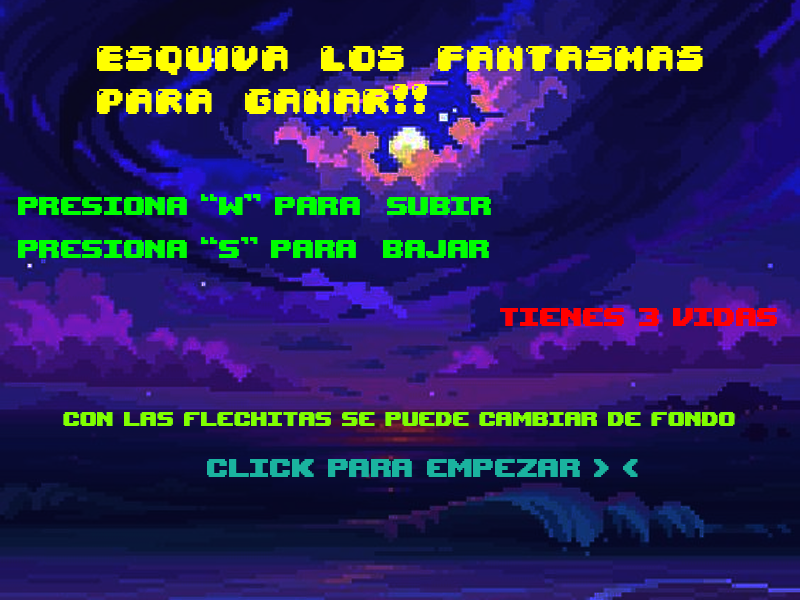 ESQUIVA LOS FANTASMAS
PARA GANAR!!
PRESIONA “W” PARA SUBIR
PRESIONA “S” PARA BAJAR
TIENES 3 VIDAS
CON LAS FLECHITAS SE PUEDE CAMBIAR DE FONDO
CLICK PARA EMPEZAR > <